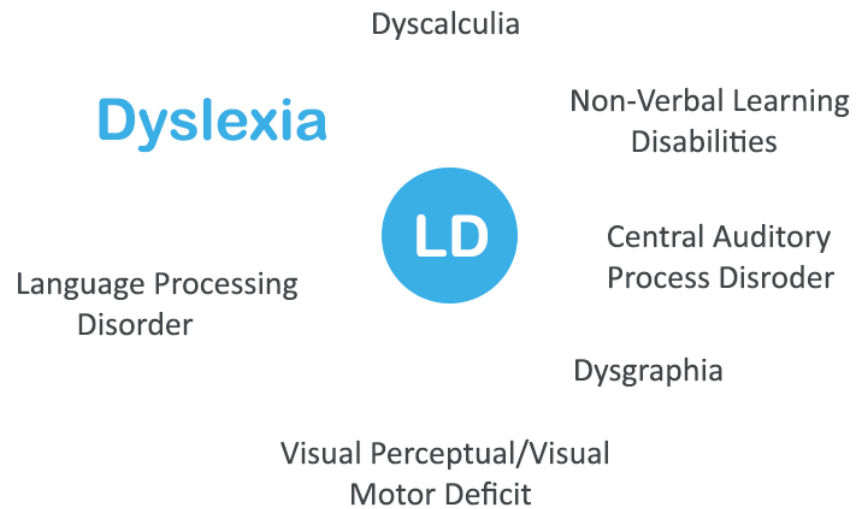 Dyscalculia
Dyslexia
Non-Verbal Learning
Disabilities
LD
Central Auditory
Process Disroder
Language Processing
Disorder
Dysgraphia
Visual Perceptual/Visual
Motor Deficit